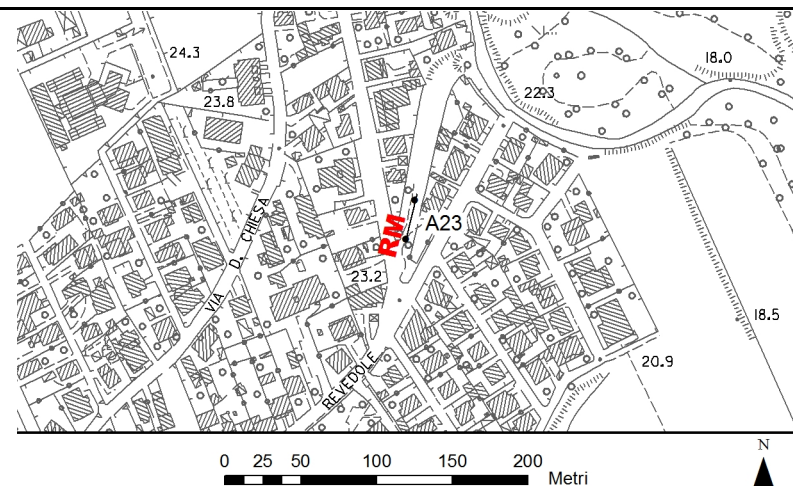 24.3
18.0
23.8
22.3
VIA D. CHIESA
RM
A23
23.2
18.5
REVEDOLE
20.9
N
0 25 50 100 150 200
Metri